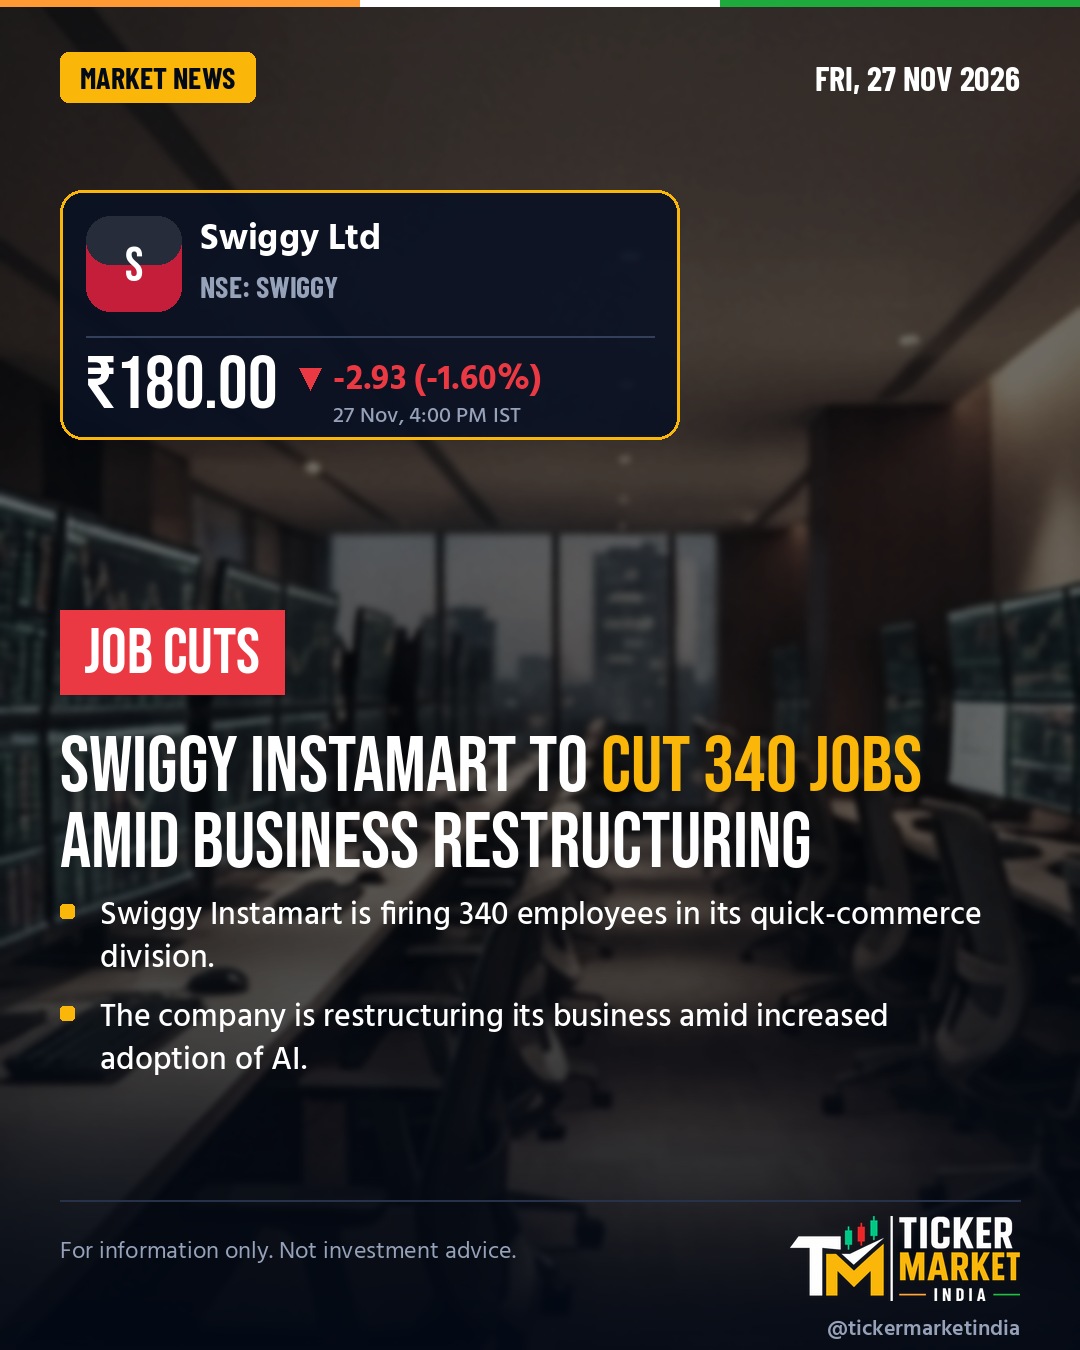 MARKET NEWS
FRI, 27 NOV 2026
S
Swiggy Ltd
NSE: SWIGGY
₹180.00
▼ -2.93 (-1.60%)
27 Nov, 4:00 PM IST
JOB CUTS
SWIGGY INSTAMART TO CUT 340 JOBS
AMID BUSINESS RESTRUCTURING
Swiggy Instamart is firing 340 employees in its quick-commerce
division.
The company is restructuring its business amid increased
adoption of AI.
For information only. Not investment advice.
TM
TICKER
MARKET
INDIA
@tickermarketindia